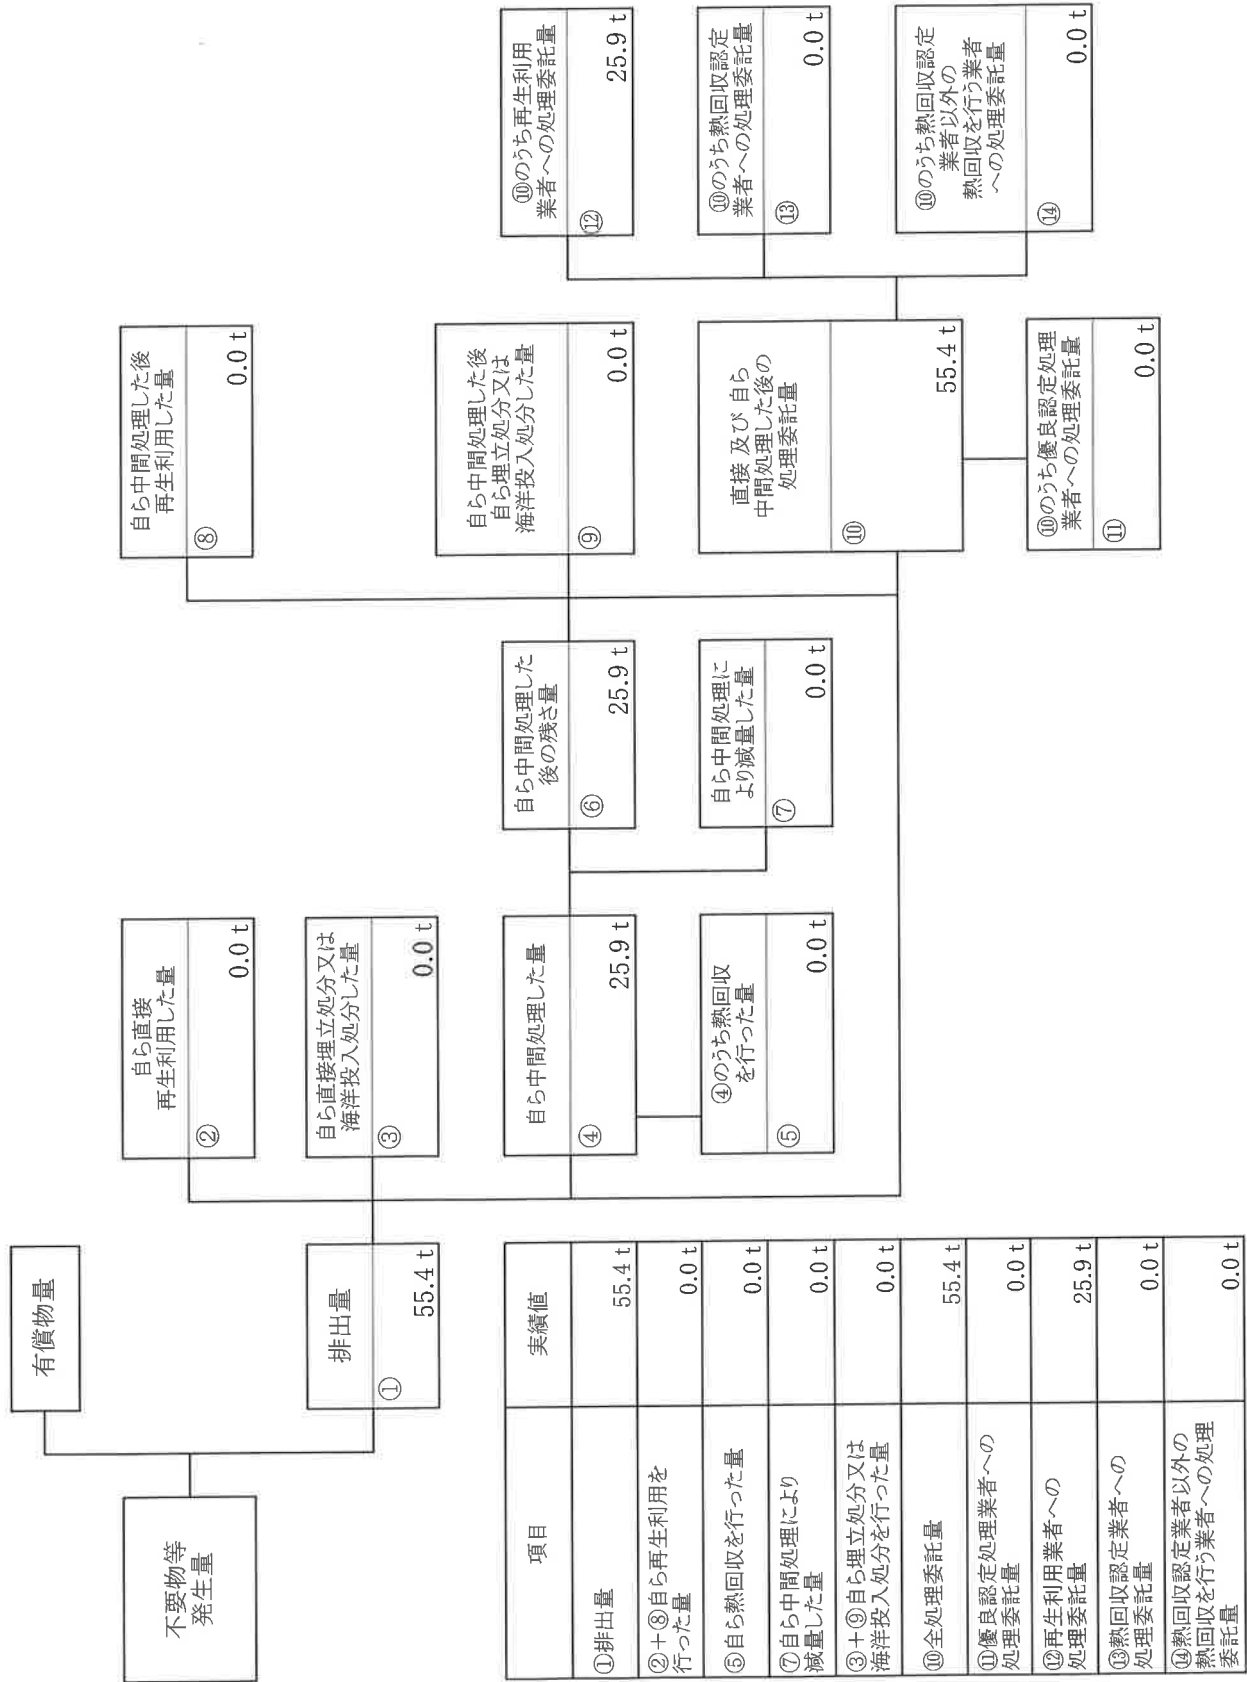 不要物等
発生量
有償物量
排出量
①
55.4 t
自ら直接
再生利用した量
②
0.0 t
自ら直接埋立処分又は
海洋投入処分した量
③
0.0 t
自ら中間処理した量
④
25.9 t
④のうち熱回収
を行った量
⑤
0.0 t
自ら中間処理した
後の残さ量
⑥
25.9 t
自ら中間処理に
より減量した量
⑦
0.0 t
自ら中間処理した後
再生利用した量
⑧
0.0 t
自ら中間処理した後
自ら埋立処分又は
海洋投入処分した量
⑨
0.0 t
直接 及び 自ら
中間処理した後の
処理委託量
⑩
55.4 t
⑩のうち優良認定処理
業者への処理委託量
⑪
0.0 t
⑩のうち再生利用
業者への処理委託量
⑫
25.9 t
⑩のうち熱回収認定
業者への処理委託量
⑬
0.0 t
⑩のうち熱回収認定
業者以外の
熱回収を行う業者
への処理委託量
⑭
0.0 t
項目
実績値
①排出量
55.4 t
②+⑧自ら再生利用を
行った量
0.0 t
⑤自ら熱回収を行った量
0.0 t
⑦自ら中間処理により
減量した量
0.0 t
③+⑨自ら埋立処分又は
海洋投入処分を行った量
0.0 t
⑩全処理委託量
55.4 t
⑪優良認定処理業者への
処理委託量
0.0 t
⑫再生利用業者への
処理委託量
25.9 t
⑬熱回収認定業者への
処理委託量
0.0 t
⑭熱回収認定業者以外の
熱回収を行う業者への処理
委託量
0.0 t